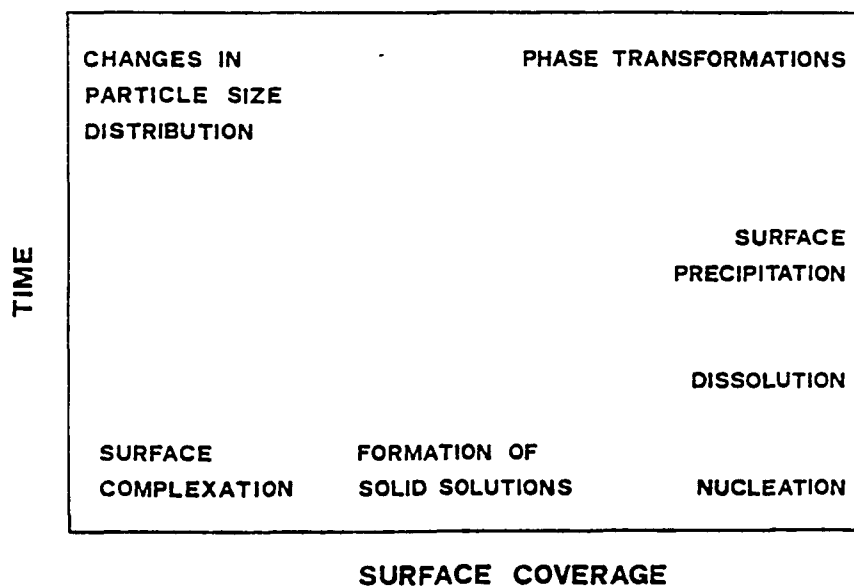 CHANGES IN
PARTICLE SIZE
DISTRIBUTION
PHASE TRANSFORMATIONS
TIME
SURFACE
PRECIPITATION
DISSOLUTION
SURFACE
COMPLEXATION
FORMATION OF
SOLID SOLUTIONS
NUCLEATION
SURFACE COVERAGE